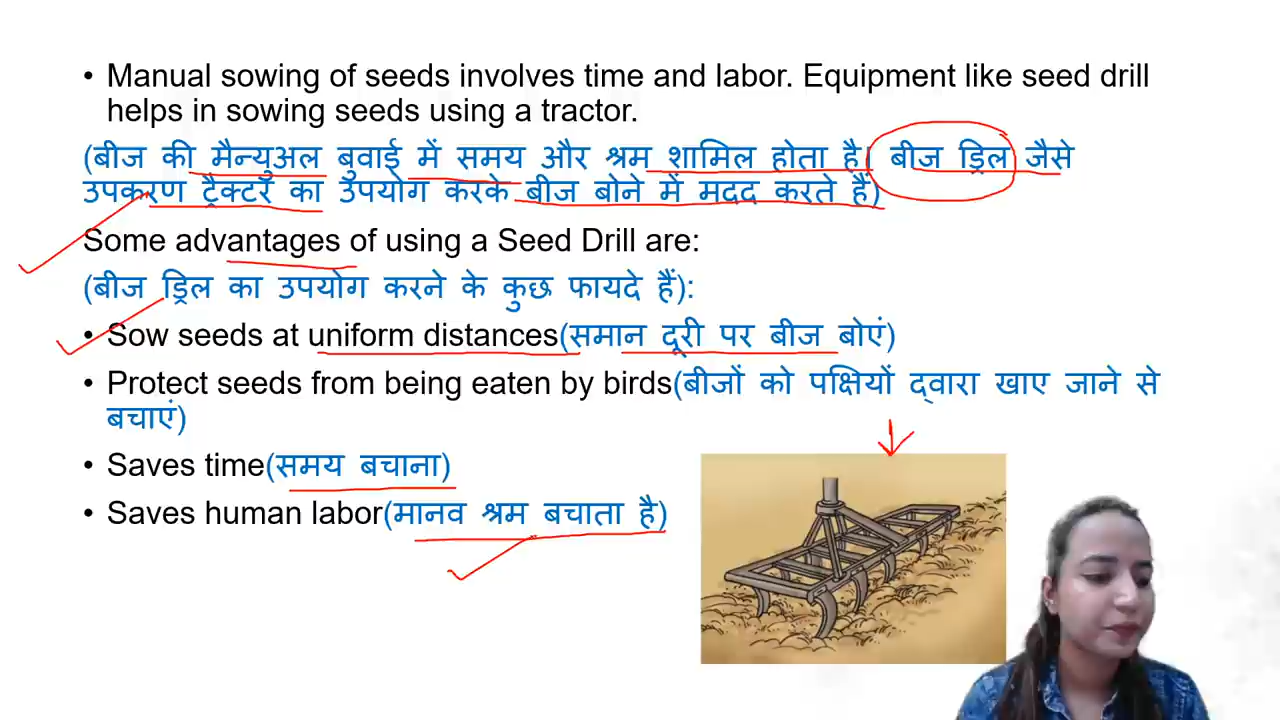 • Manual sowing of seeds involves time and labor. Equipment like seed drill
helps in sowing seeds using a tractor.
(बीज की मैन्युअल बुवाई में समय और श्रम शामिल होता है। बीज ड्रिल जैसे
उपकरण ट्रैक्टर का उपयोग करके बीज बोने में मदद करते हैं)
Some advantages of using a Seed Drill are:
(बीज ड्रिल का उपयोग करने के कुछ फायदे हैं):
• Sow seeds at uniform distances(समान दूरी पर बीज बोएं)
• Protect seeds from being eaten by birds(बीजों को पक्षियों द्वारा खाए जाने से
बचाएं)
• Saves time(समय बचाना)
• Saves human labor(मानव श्रम बचाता है)